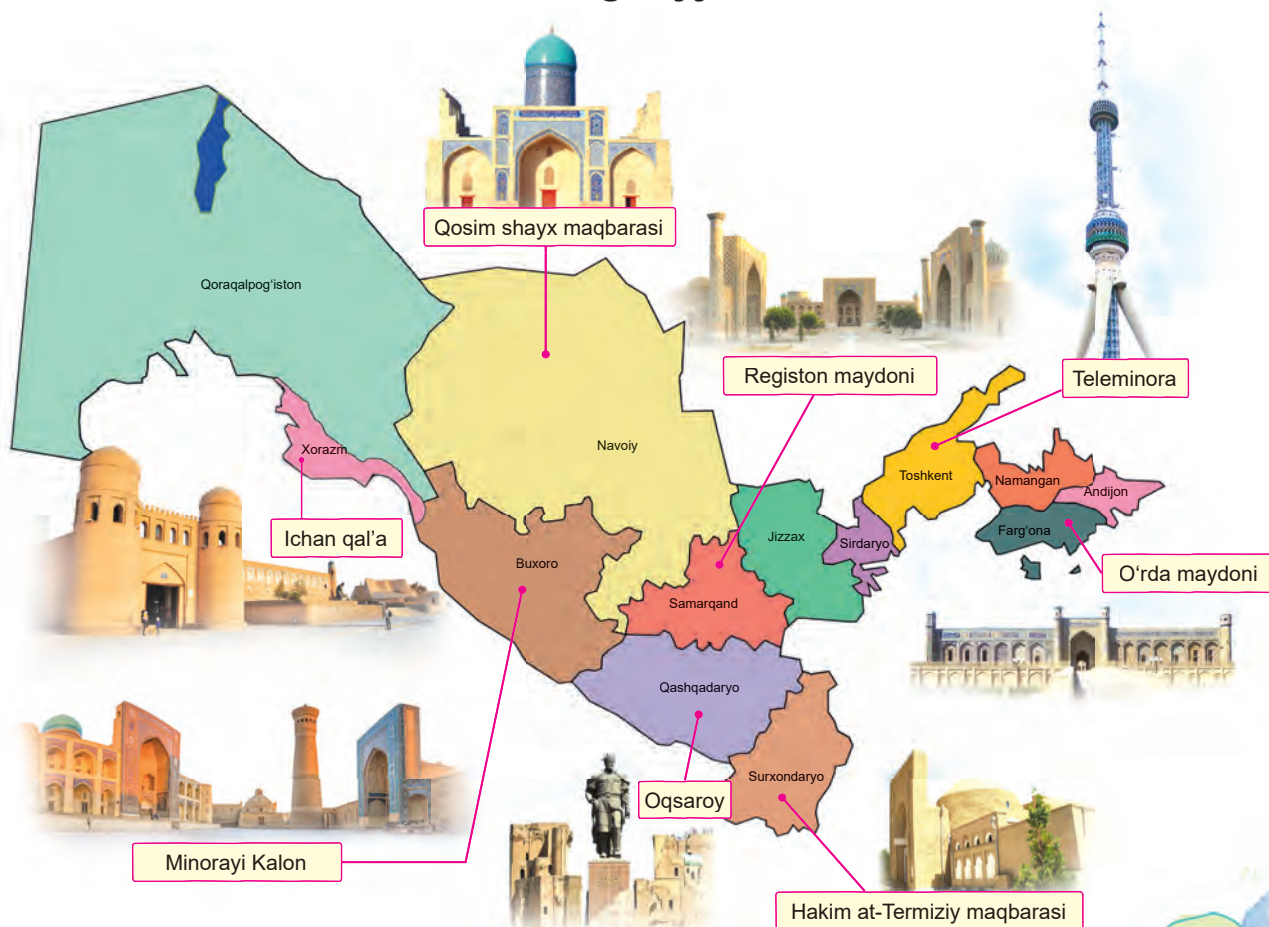 Qosim shayx maqbarasi
Qoraqalpog‘iston
Registon maydoni
Teleminora
Navoiy
Xorazm
Toshkent
Namangan
Andijon
Farg‘ona
Ichan qal’a
Jizzax
Sirdaryo
Buxoro
O‘rda maydoni
Samarqand
Qashqadaryo
Surxondaryo
Oqsaroy
Minorayi Kalon
Hakim at-Termiziy maqbarasi